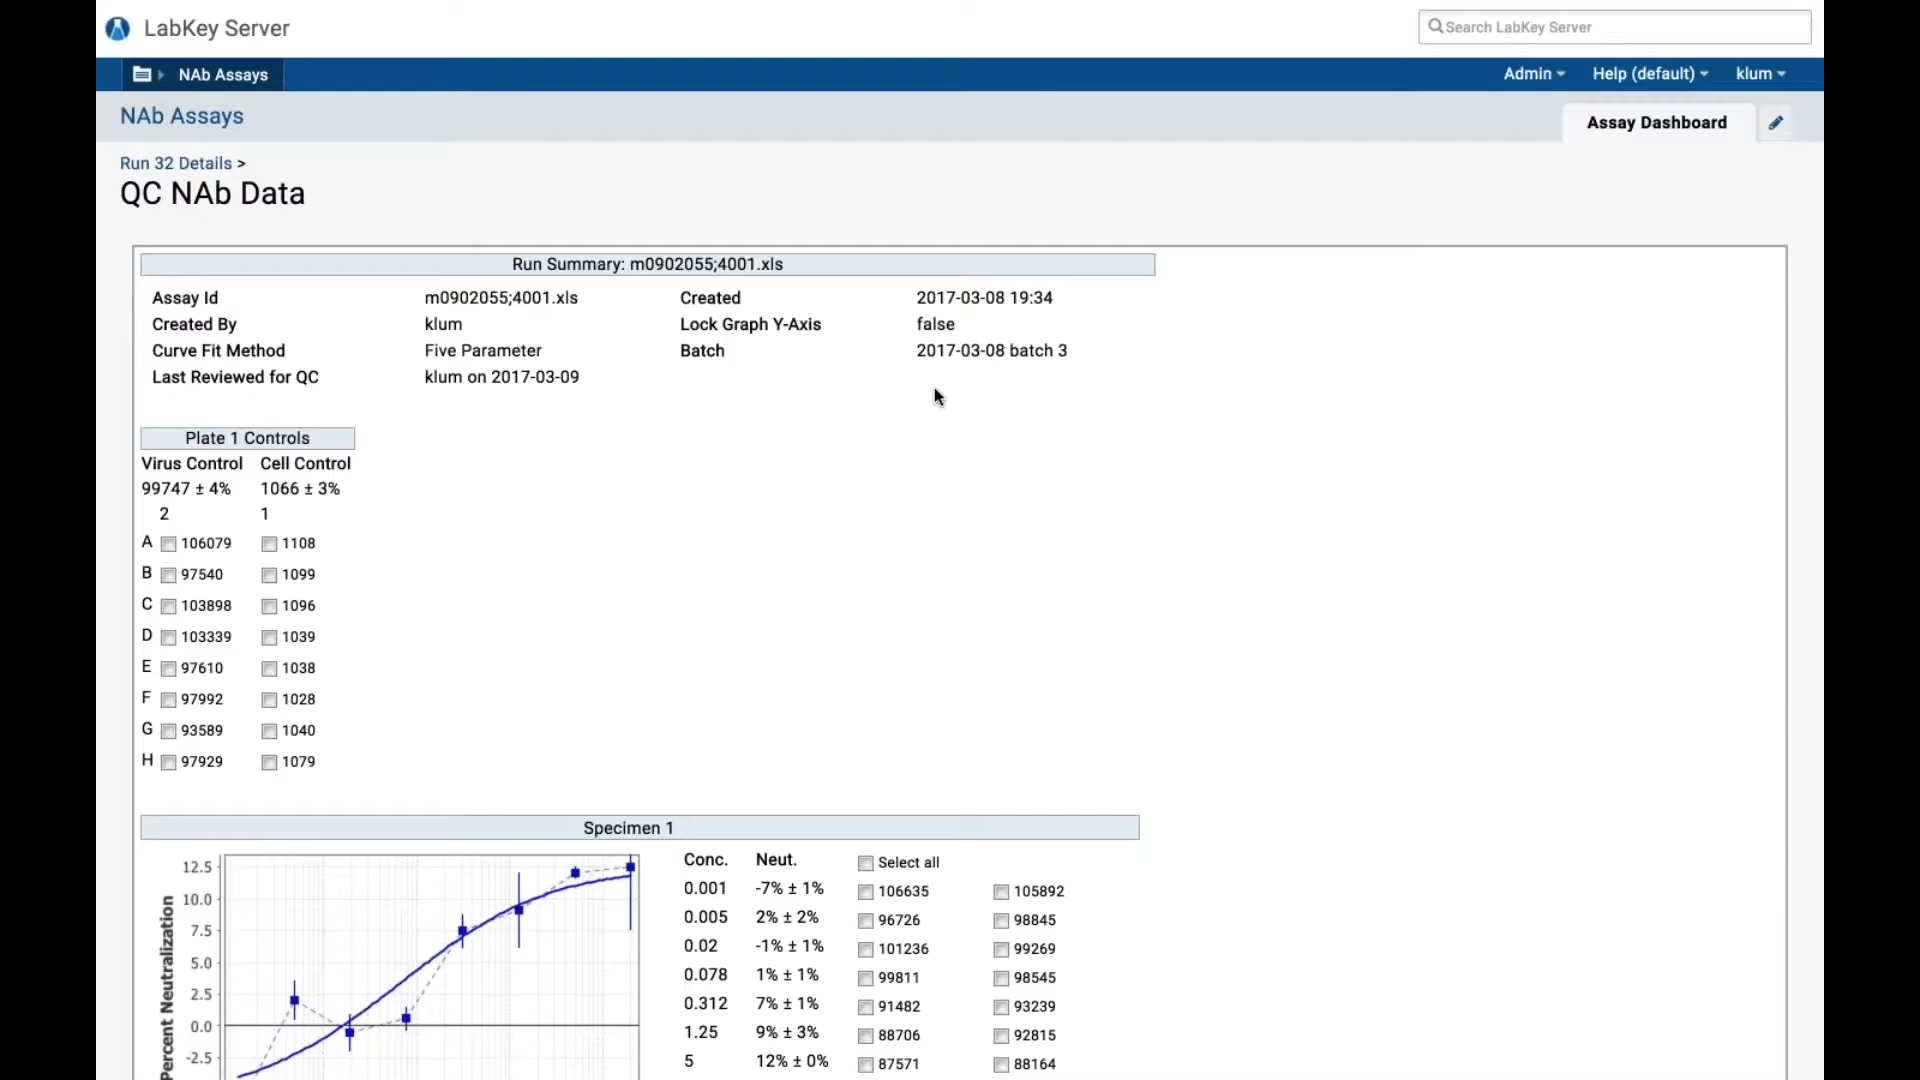 LabKey Server
Search LabKey Server
NAb Assays
Admin
Help (default)
klum
NAb Assays
Assay Dashboard
Run 32 Details >
QC NAb Data
Run Summary: m0902055;4001.xls
Assay Id m0902055;4001.xls Created 2017-03-08 19:34
Created By klum Lock Graph Y-Axis false
Curve Fit Method Five Parameter Batch 2017-03-08 batch 3
Last Reviewed for QC klum on 2017-03-09
Plate 1 Controls
Virus Control Cell Control
99747 ± 4% 1066 ± 3%
2 1
A 106079 1108
B 97540 1099
C 103898 1096
D 103339 1039
E 97610 1038
F 97992 1028
G 93589 1040
H 97929 1079
Specimen 1
Percent Neutralization
12.5
10.0
7.5
5.0
2.5
0.0
-2.5
Conc. Neut. Select all
0.001 -7% ± 1% 106635 105892
0.005 2% ± 2% 96726 98845
0.02 -1% ± 1% 101236 99269
0.078 1% ± 1% 99811 98545
0.312 7% ± 1% 91482 93239
1.25 9% ± 3% 88706 92815
5 12% ± 0% 87571 88164